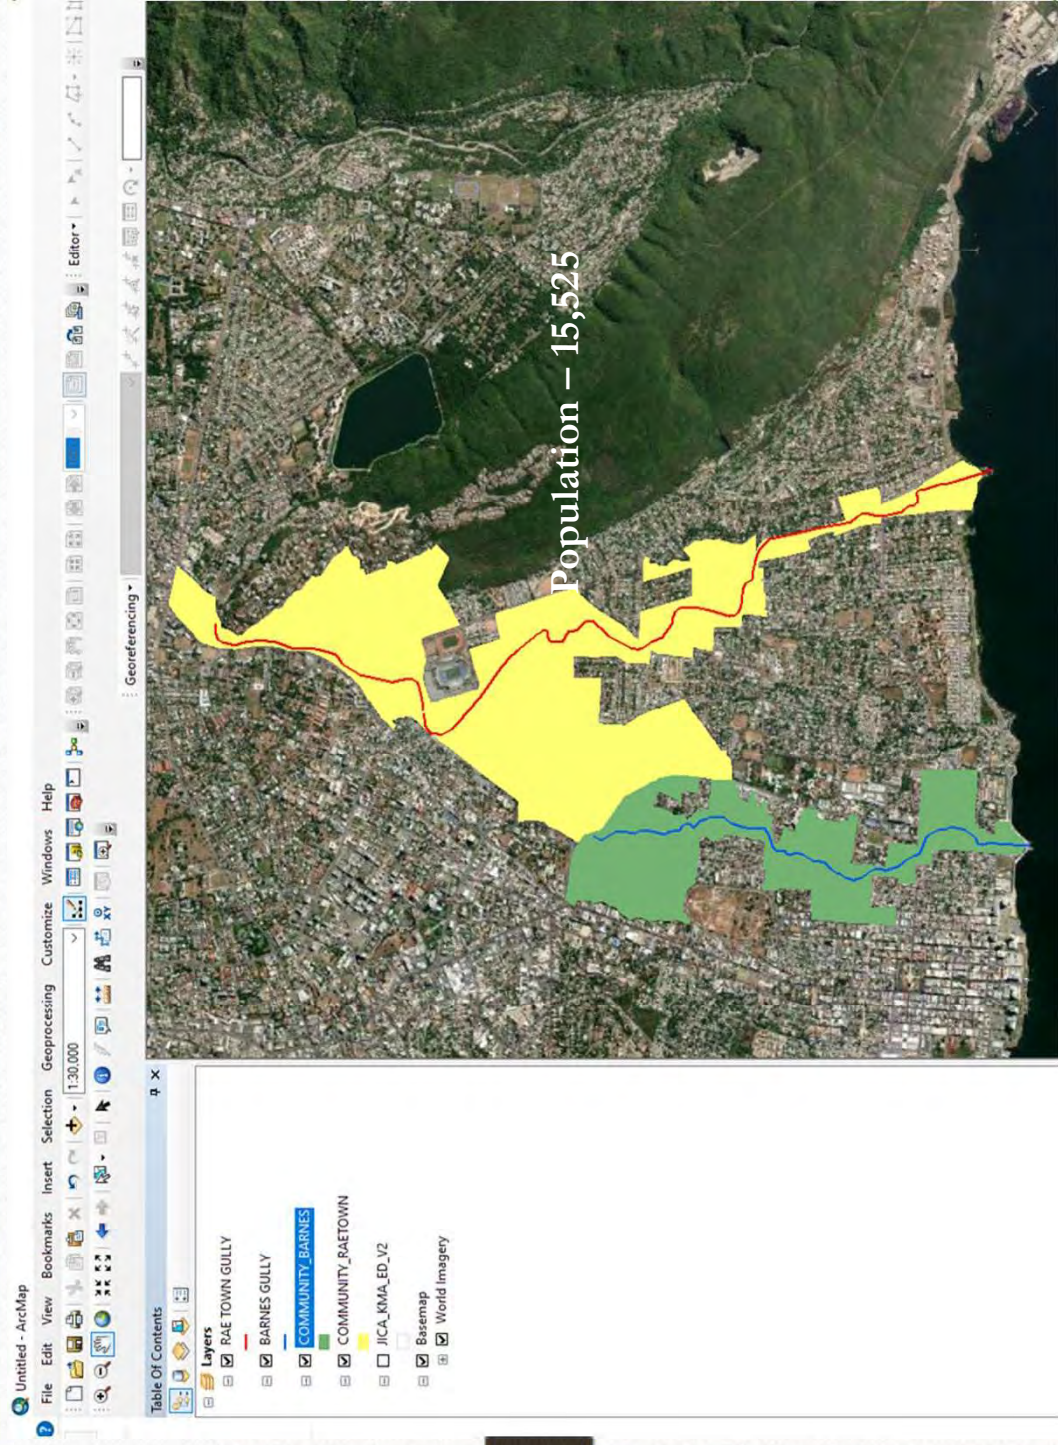 Untitled - ArcMap
File Edit View Bookmarks Insert Selection Geoprocessing Customize Windows Help
1:30,000
Editor
Georeferencing
Table Of Contents
Layers
RAE TOWN GULLY
BARNES GULLY
COMMUNITY_BARNES
COMMUNITY_RAETOWN
JICA_KMA_ED_V2
Basemap
World Imagery
Population – 15,525